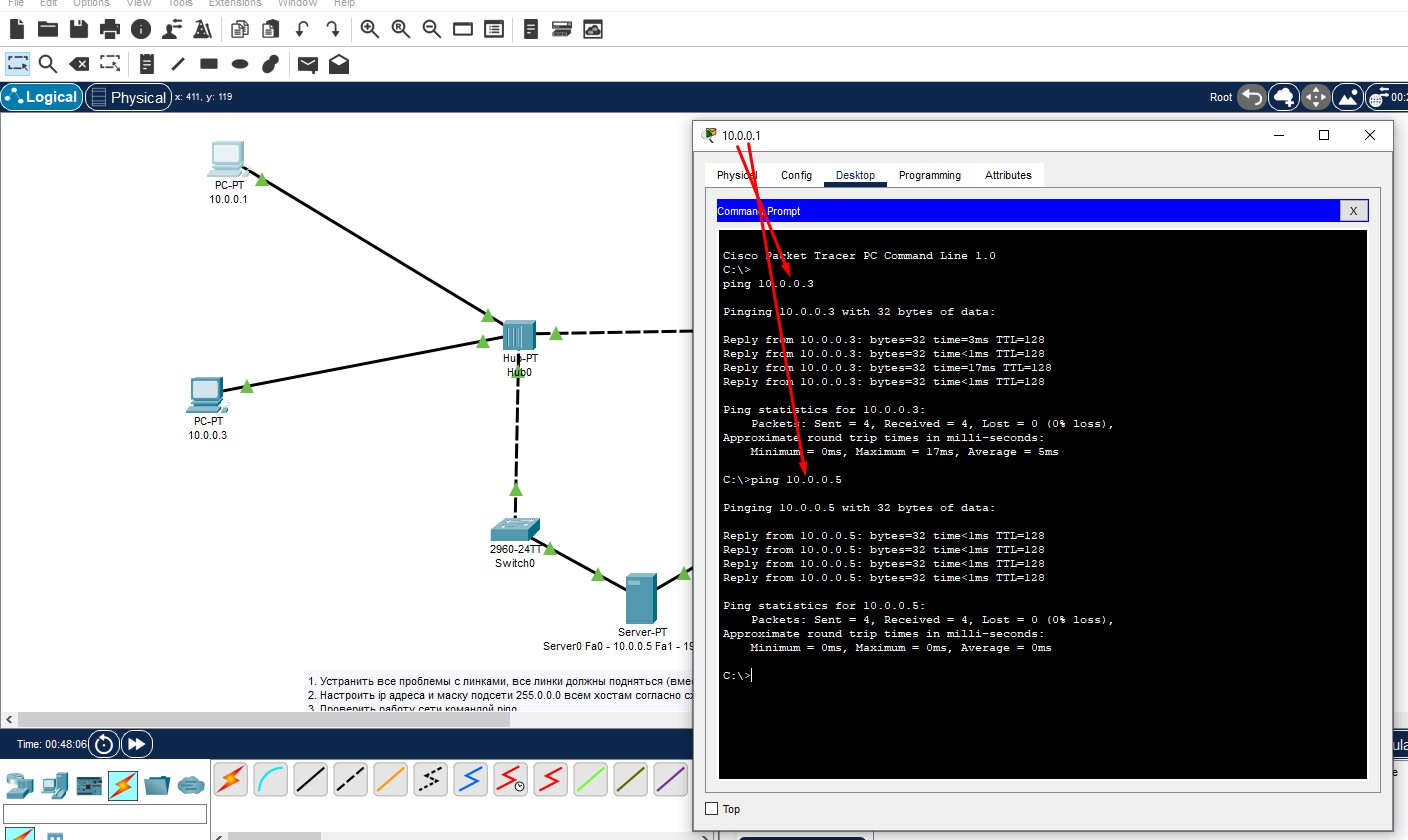 File Edit Options View Tools Extensions Window Help
Logical
Physical
x: 411, y: 119
Root
00:2
10.0.0.1
Physical
Config
Desktop
Programming
Attributes
Command Prompt
X
Cisco Packet Tracer PC Command Line 1.0
C:\>
ping 10.0.0.3
Pinging 10.0.0.3 with 32 bytes of data:
Reply from 10.0.0.3: bytes=32 time=3ms TTL=128
Reply from 10.0.0.3: bytes=32 time<1ms TTL=128
Reply from 10.0.0.3: bytes=32 time=17ms TTL=128
Reply from 10.0.0.3: bytes=32 time<1ms TTL=128
Ping statistics for 10.0.0.3:
Packets: Sent = 4, Received = 4, Lost = 0 (0% loss),
Approximate round trip times in milli-seconds:
Minimum = 0ms, Maximum = 17ms, Average = 5ms
C:\>ping 10.0.0.5
Pinging 10.0.0.5 with 32 bytes of data:
Reply from 10.0.0.5: bytes=32 time<1ms TTL=128
Reply from 10.0.0.5: bytes=32 time<1ms TTL=128
Reply from 10.0.0.5: bytes=32 time<1ms TTL=128
Reply from 10.0.0.5: bytes=32 time<1ms TTL=128
Ping statistics for 10.0.0.5:
Packets: Sent = 4, Received = 4, Lost = 0 (0% loss),
Approximate round trip times in milli-seconds:
Minimum = 0ms, Maximum = 0ms, Average = 0ms
C:\>
Top
PC-PT
10.0.0.1
Hub-PT
Hub0
PC-PT
10.0.0.3
2960-24TT
Switch0
Server-PT
Server0 Fa0 - 10.0.0.5 Fa1 - 19
1. Устранить все проблемы с линками, все линки должны подняться (вме
2. Настроить ip адреса и маску подсети 255.0.0.0 всем хостам согласно сх
3. Проверить работу сети командой ping
Time: 00:48:06